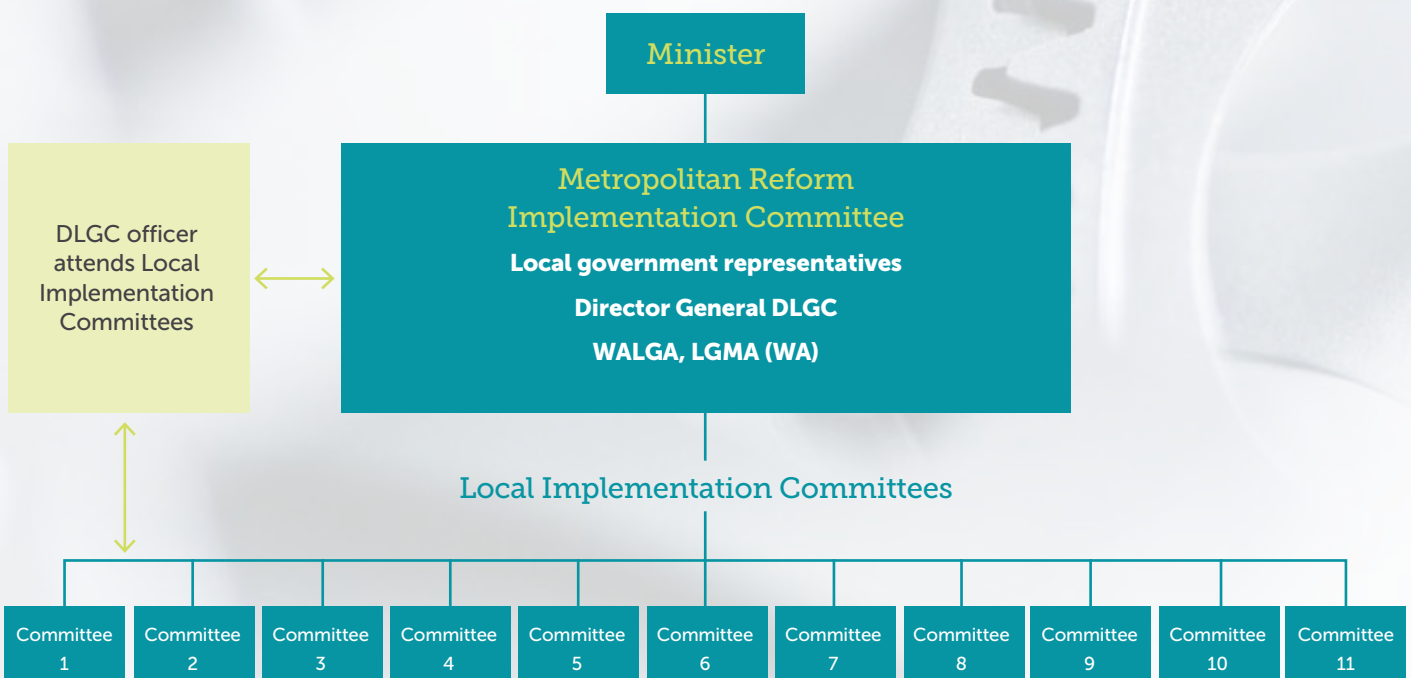 Minister
DLGC officer
attends Local
Implementation
Committees
Metropolitan Reform
Implementation Committee
Local government representatives
Director General DLGC
WALGA, LGMA (WA)
Local Implementation Committees
Committee
1
Committee
2
Committee
3
Committee
4
Committee
5
Committee
6
Committee
7
Committee
8
Committee
9
Committee
10
Committee
11